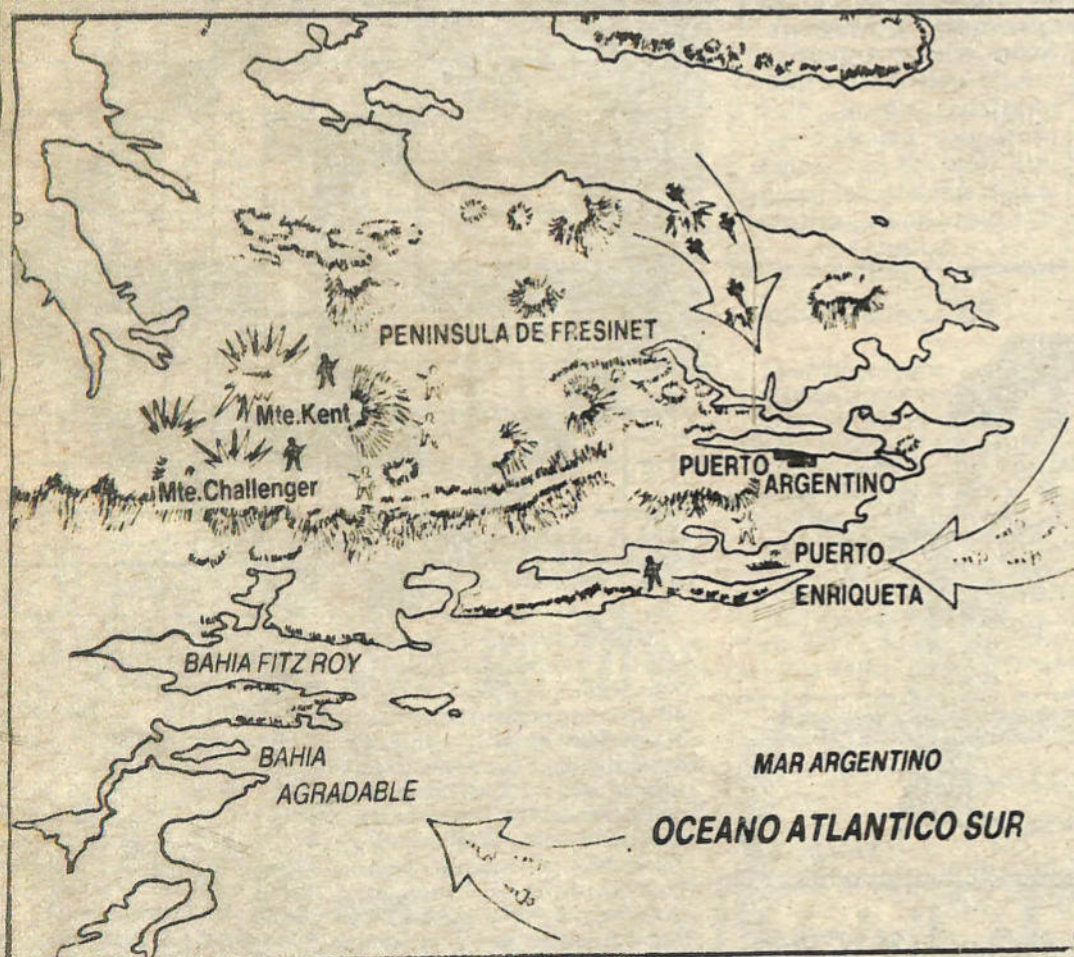 PENINSULA DE FRESINET
Mte.Kent
Mte.Challenger
PUERTO
ARGENTINO
PUERTO
ENRIQUETA
BAHIA FITZ ROY
BAHIA
AGRADABLE
MAR ARGENTINO
OCEANO ATLANTICO SUR